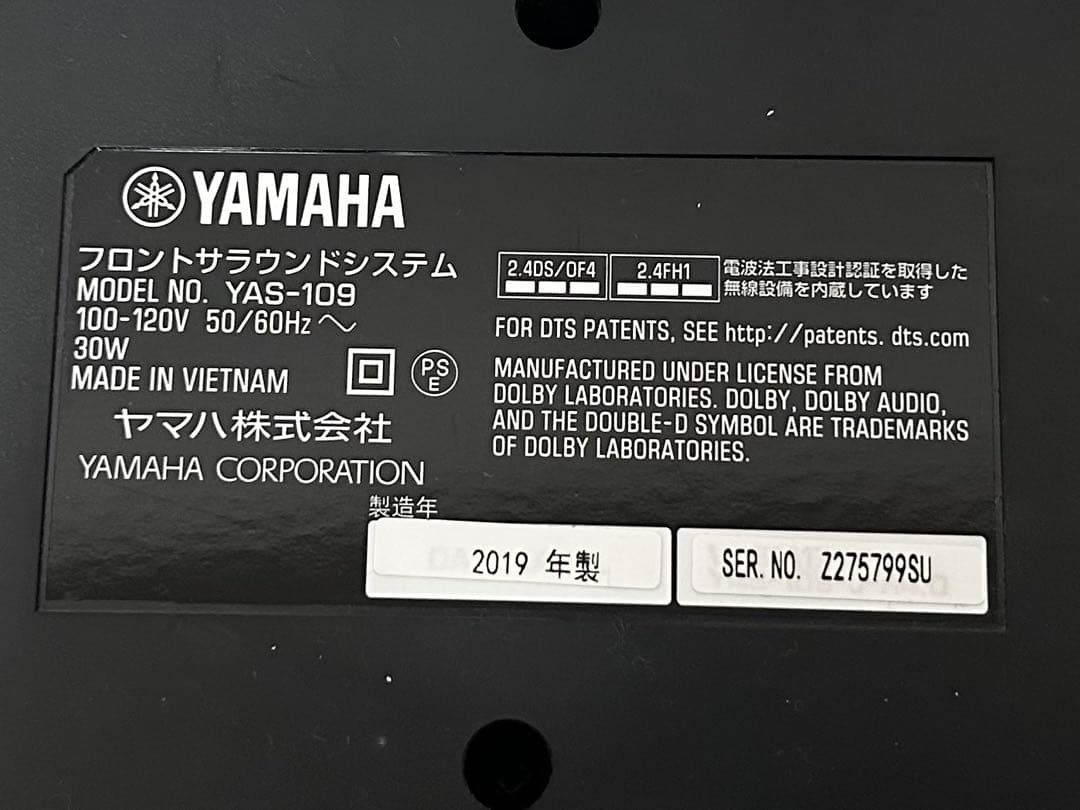 YAMAHA
フロントサラウンドシステム
MODEL NO. YAS-109
100-120V 50/60Hz ～
30W
MADE IN VIETNAM
PS
E
ヤマハ株式会社
YAMAHA CORPORATION
2.4DS/OF4
2.4FH1
電波法工事設計認証を取得した
無線設備を内蔵しています
FOR DTS PATENTS, SEE http://patents. dts.com
MANUFACTURED UNDER LICENSE FROM
DOLBY LABORATORIES. DOLBY, DOLBY AUDIO,
AND THE DOUBLE-D SYMBOL ARE TRADEMARKS
OF DOLBY LABORATORIES.
製造年
2019 年製
SER. NO. Z275799SU